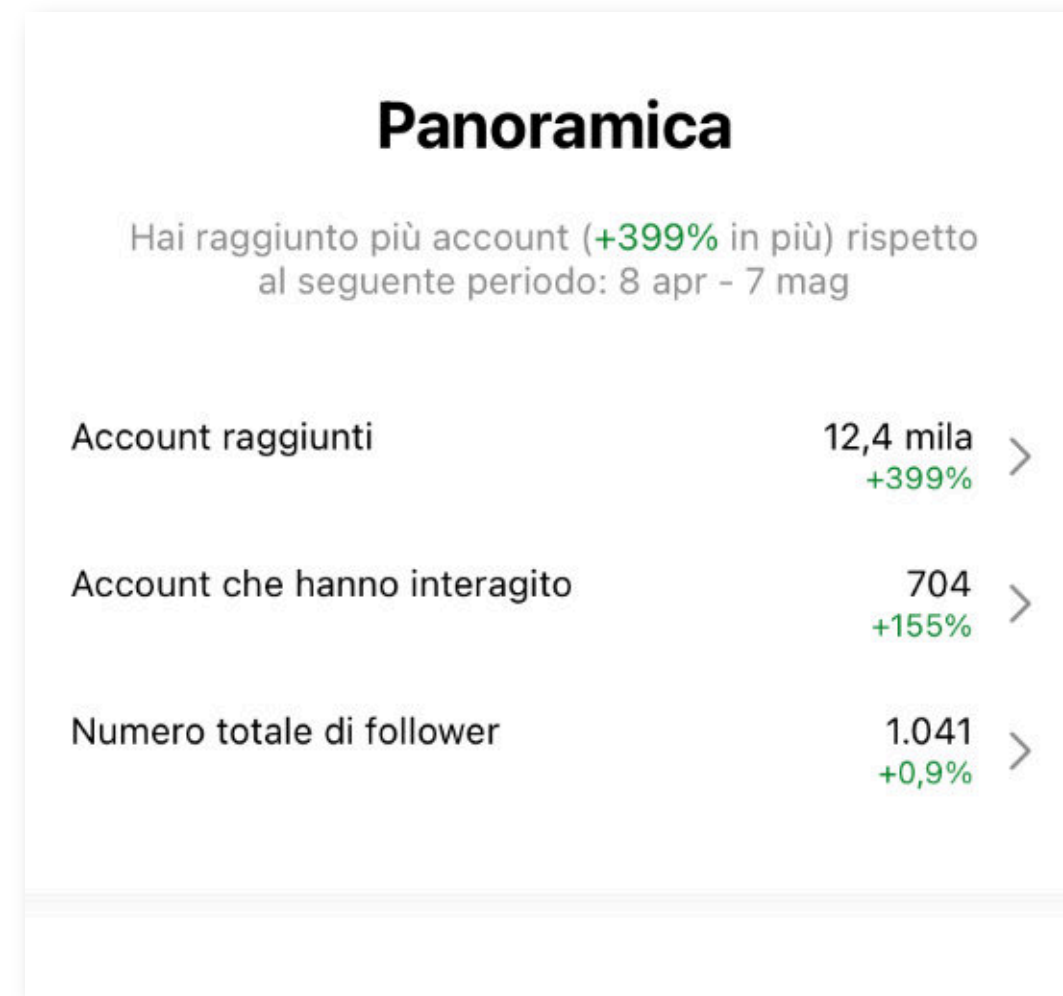 Panoramica
Hai raggiunto più account (+399% in più) rispetto
al seguente periodo: 8 apr - 7 mag
Account raggiunti
12,4 mila
+399%
Account che hanno interagito
704
+155%
Numero totale di follower
1.041
+0,9%